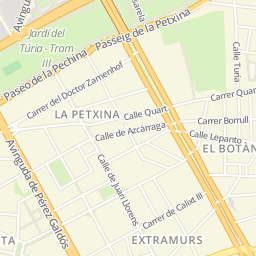 Jardí del
Túria - Tram
III
Passeig de la Petxina
Paseo de la Pechina
Carrer del Doctor Zamenhof
LA PETXINA
Calle Quart
Carrer Quart
Calle Turia
Calle de Azcàrraga
Carrer Borrull
Calle Lepanto
EL BOTÀN
Avinguda de Pérez Galdós
Calle de Juan Llorens
Carrer de Calixt III
EXTRAMURS